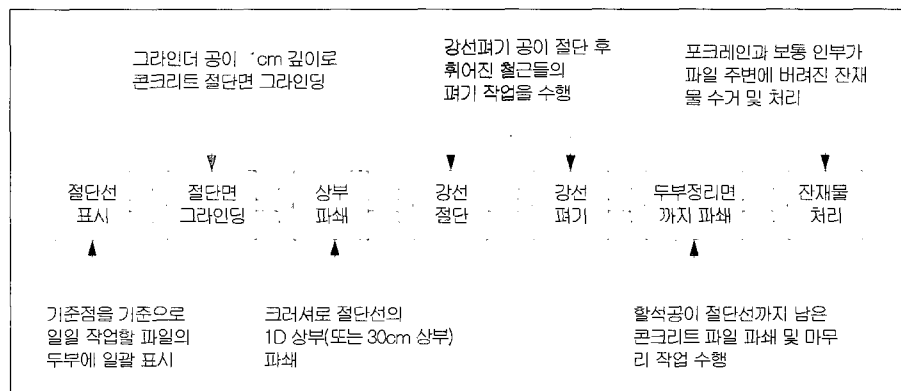 그라인더 공이 1cm 깊이로
콘크리트 절단면 그라인딩
강선펴기 공이 절단 후
휘어진 철근들의
펴기 작업을 수행
포크레인과 보통 인부가
파일 주변에 버려진 잔재
물 수거 및 처리
절단선
표시
절단면
그라인딩
상부
파쇄
강선
절단
강선
펴기
두부정리면
까지 파쇄
잔재물
처리
기준점을 기준으로
일일 작업할 파일의
두부에 일괄 표시
크러셔로 절단선의
1D 상부(또는 30cm 상부)
파쇄
할석공이 절단선까지 남은
콘크리트 파일 파쇄 및 마무
리 작업 수행